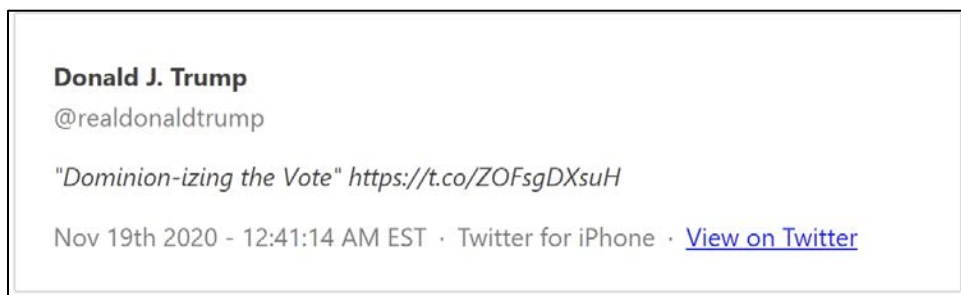 Donald J. Trump
@realdonaldtrump
"Dominion-izing the Vote" https://t.co/ZOFsgDXsuH
Nov 19th 2020 - 12:41:14 AM EST · Twitter for iPhone · View on Twitter